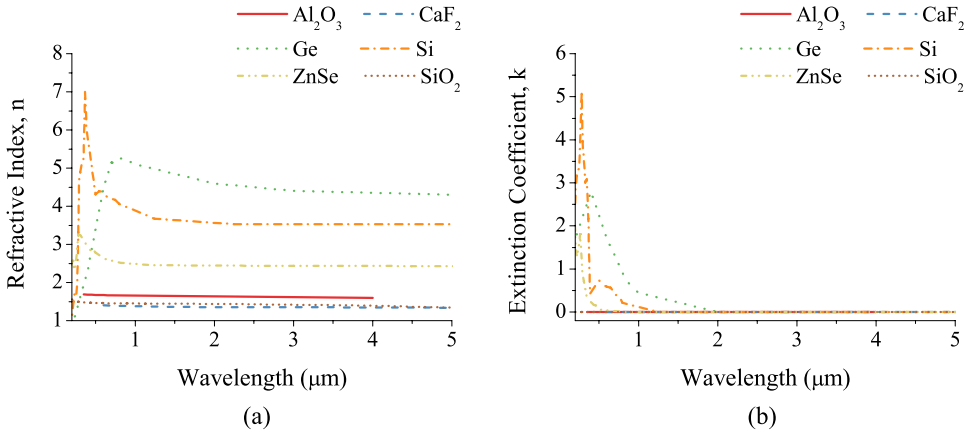 Al₂O₃ CaF₂
Ge Si
ZnSe SiO₂
8
7
6
5
4
3
2
1
Refractive Index, n
1 2 3 4 5
Wavelength (μm)
(a)
Al₂O₃ CaF₂
Ge Si
ZnSe SiO₂
6
5
4
3
2
1
0
Extinction Coefficient, k
1 2 3 4 5
Wavelength (μm)
(b)